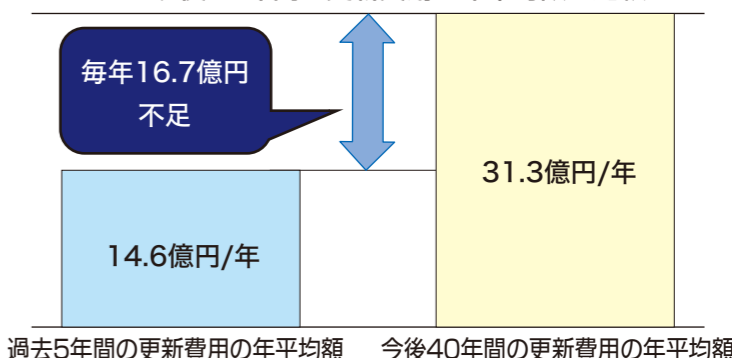 毎年16.7億円
不足
31.3億円/年
14.6億円/年
過去5年間の更新費用の年平均額
今後40年間の更新費用の年平均額